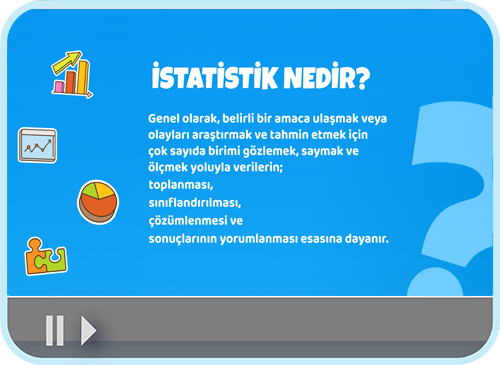 İSTATİSTİK NEDİR?
Genel olarak, belirli bir amaca ulaşmak veya
olayları araştırmak ve tahmin etmek için
çok sayıda birimi gözlemek, saymak ve
ölçmek yoluyla verilerin;
toplanması,
sınıflandırılması,
çözümlenmesi ve
sonuçlarının yorumlanması esasına dayanır.
?